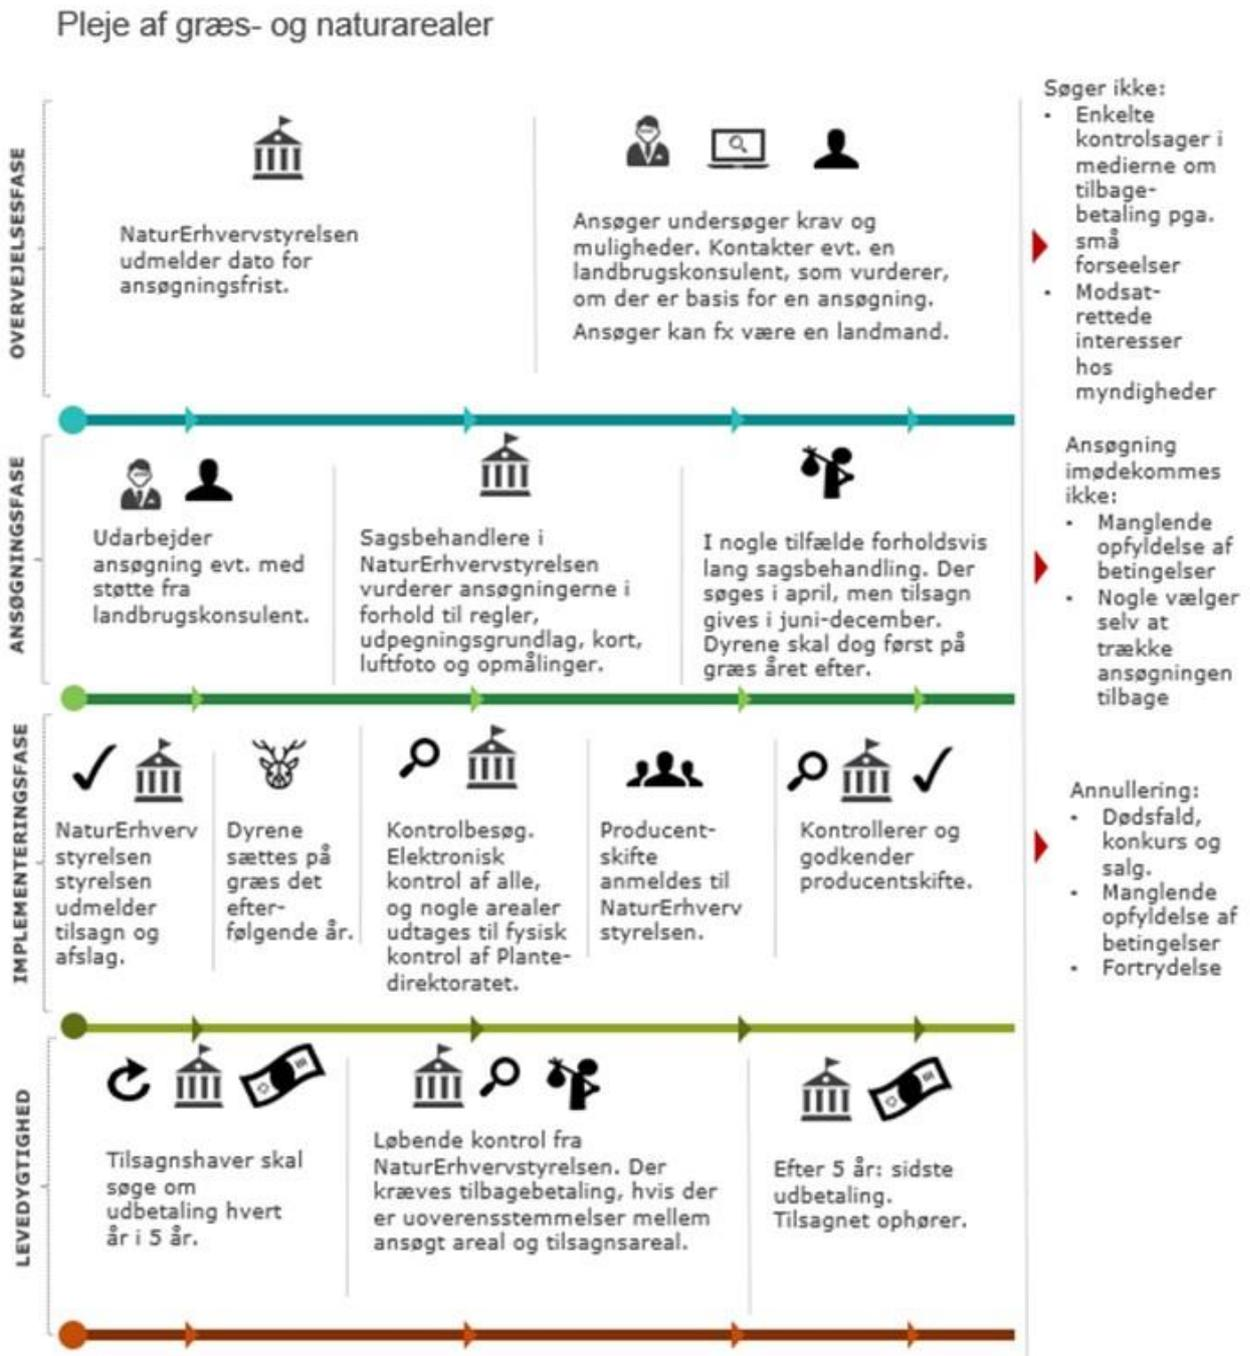 Pleje af græs- og naturarealer
OVERVEJELSESFASE
NaturErhvervstyrelsen
udmelder dato for
ansøgningsfrist.
Ansøger undersøger krav og
muligheder. Kontakter evt. en
landbrugskonsulent, som vurderer,
om der er basis for en ansøgning.
Ansøger kan fx være en landmand.
Søger ikke:
• Enkelte
kontrolsager i
medierne om
tilbage-
betaling pga.
små
forseelser
• Modsat-
rettede
interesser
hos
myndigheder
ANSØGNINGSFASE
Udarbejder
ansøgning evt. med
støtte fra
landbrugskonsulent.
Sagsbehandlere i
NaturErhvervstyrelsen
vurderer ansøgningerne i
forhold til regler,
udpegningsgrundlag, kort,
luftfoto og opmålinger.
I nogle tilfælde forholdsvis
lang sagsbehandling. Der
søges i april, men tilsagn
gives i juni-december.
Dyrene skal dog først på
græs året efter.
Ansøgning
imødekommes
ikke:
• Manglende
opfyldelse af
betingelser
• Nogle vælger
selv at
trække
ansøgningen
tilbage
IMPLEMENTERINGSFASE
NaturErhverv
styrelsen
styrelsen
udmelder
tilsagn og
afslag.
Dyrene
sættes på
græs det
efter-
følgende år.
Kontrolbesøg.
Elektronisk
kontrol af alle,
og nogle arealer
udtages til fysisk
kontrol af Plante-
direktoratet.
Producent-
skifte
anmeldes til
NaturErhverv
styrelsen.
Kontrollerer og
godkender
producentskifte.
Annullering:
• Dødsfald,
konkurs og
salg.
• Manglende
opfyldelse af
betingelser
• Fortrydelse
LEVEDYGTIGHED
Tilsagnshaver skal
søge om
udbetaling hvert
år i 5 år.
Løbende kontrol fra
NaturErhvervstyrelsen. Der
kræves tilbagebetaling, hvis der
er uoverensstemmelser mellem
ansøgt areal og tilsagnsareal.
Efter 5 år: sidste
udbetaling.
Tilsagnet ophører.